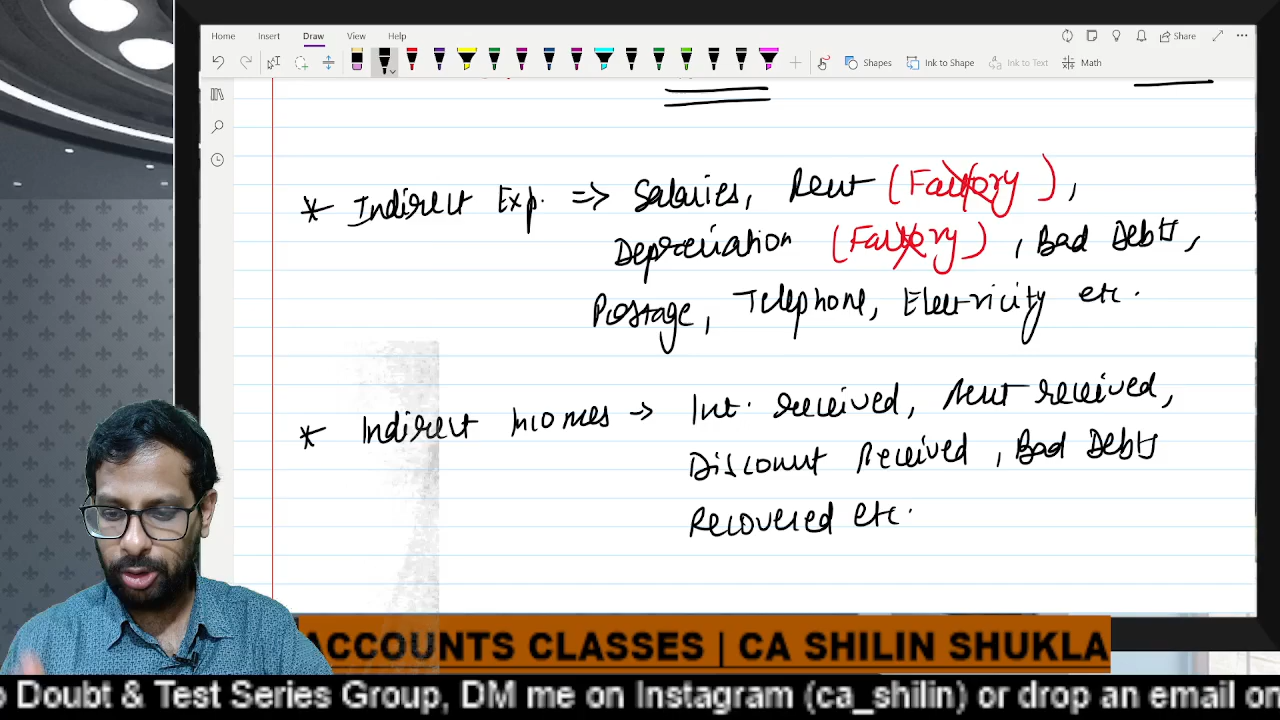 Home Insert Draw View Help Share
Shapes Ink to Shape Ink to Text Math
* Indirect Exp. => Salaries, Rent (Factory),
Depreciation (Factory), Bad Debts,
Postage, Telephone, Electricity etc.
* Indirect Incomes → Int. received, Rent received,
Discount Received, Bad Debts
Recovered etc.
ACCOUNTS CLASSES | CA SHILIN SHUKLA
o Doubt & Test Series Group, DM me on Instagram (ca_shilin) or drop an email on